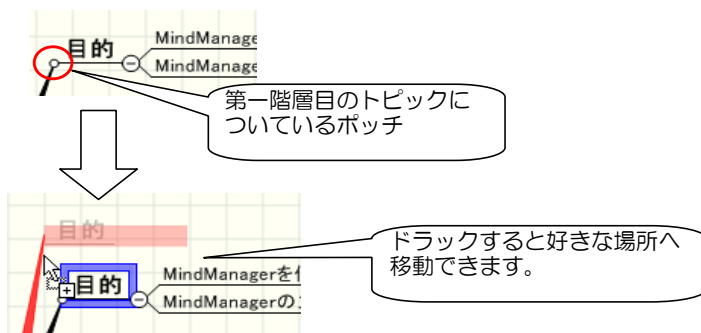 目的
MindManage
MindManage
第一階層目のトピックに
ついているポッチ
目的
ドラックすると好きな場所へ
移動できます。
目的
MindManagerを
MindManagerの